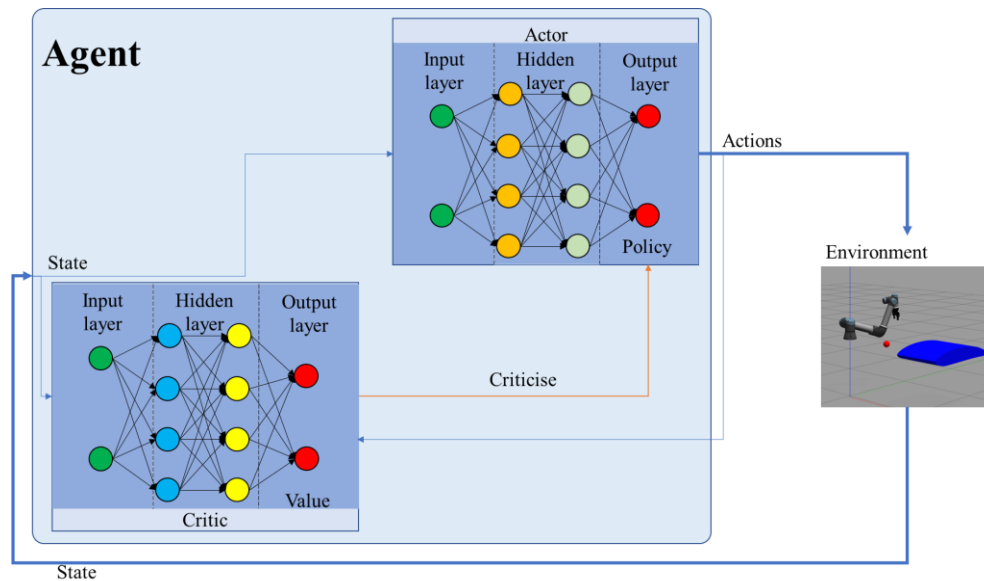 Agent
Actor
Input
layer
Hidden
layer
Output
layer
Policy
Actions
Environment
State
Input
layer
Hidden
layer
Output
layer
Criticise
Value
Critic
State